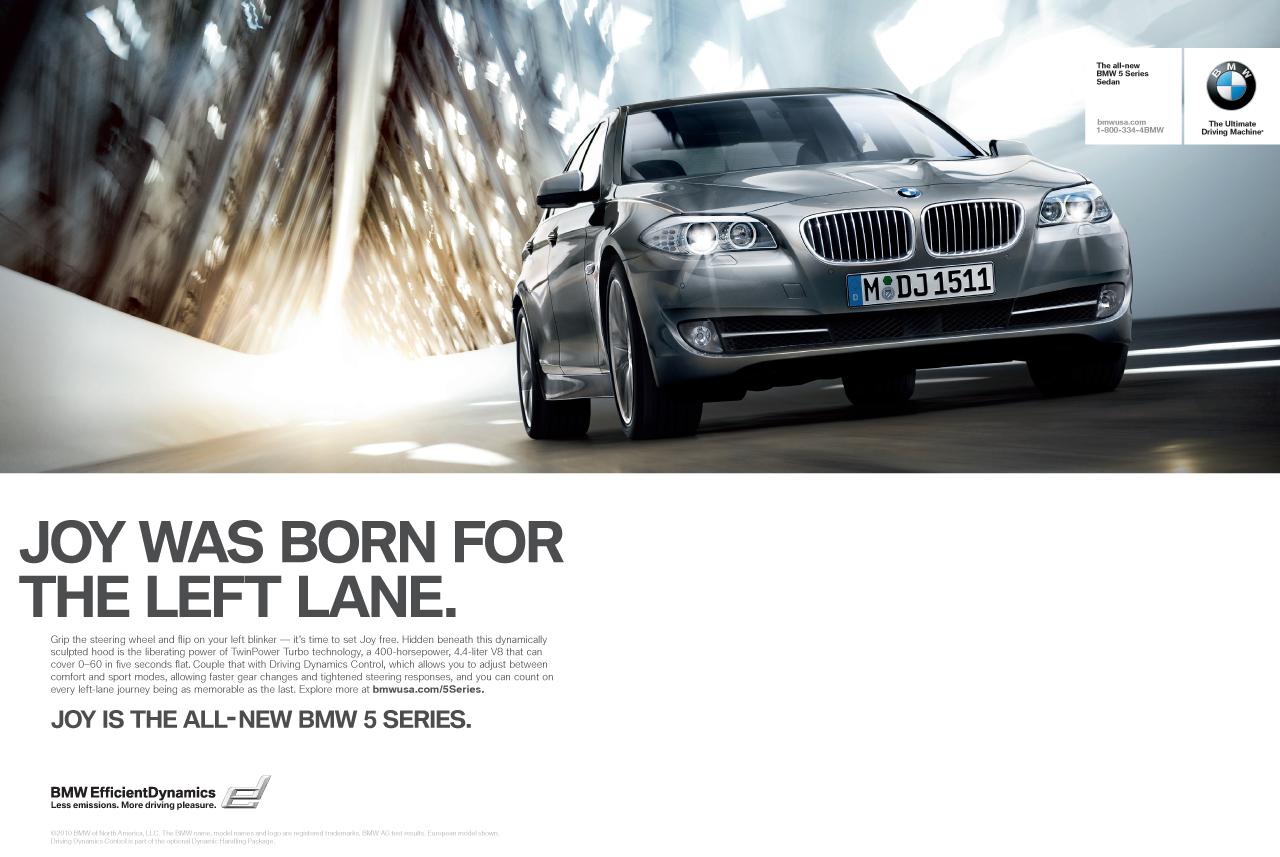 The all-new
BMW 5 Series
Sedan
bmwusa.com
1-800-334-4BMW
BMW
The Ultimate
Driving Machine®
M DJ 1511
D
JOY WAS BORN FOR
THE LEFT LANE.
Grip the steering wheel and flip on your left blinker — it's time to set Joy free. Hidden beneath this dynamically
sculpted hood is the liberating power of TwinPower Turbo technology, a 400-horsepower, 4.4-liter V8 that can
cover 0–60 in five seconds flat. Couple that with Driving Dynamics Control, which allows you to adjust between
comfort and sport modes, allowing faster gear changes and tightened steering responses, and you can count on
every left-lane journey being as memorable as the last. Explore more at bmwusa.com/5Series.
JOY IS THE ALL-NEW BMW 5 SERIES.
BMW EfficientDynamics
Less emissions. More driving pleasure.
©2010 BMW of North America, LLC. The BMW name, model names and logo are registered trademarks. BMW AG test results. European model shown.
Driving Dynamics Control is part of the optional Dynamic Handling Package.